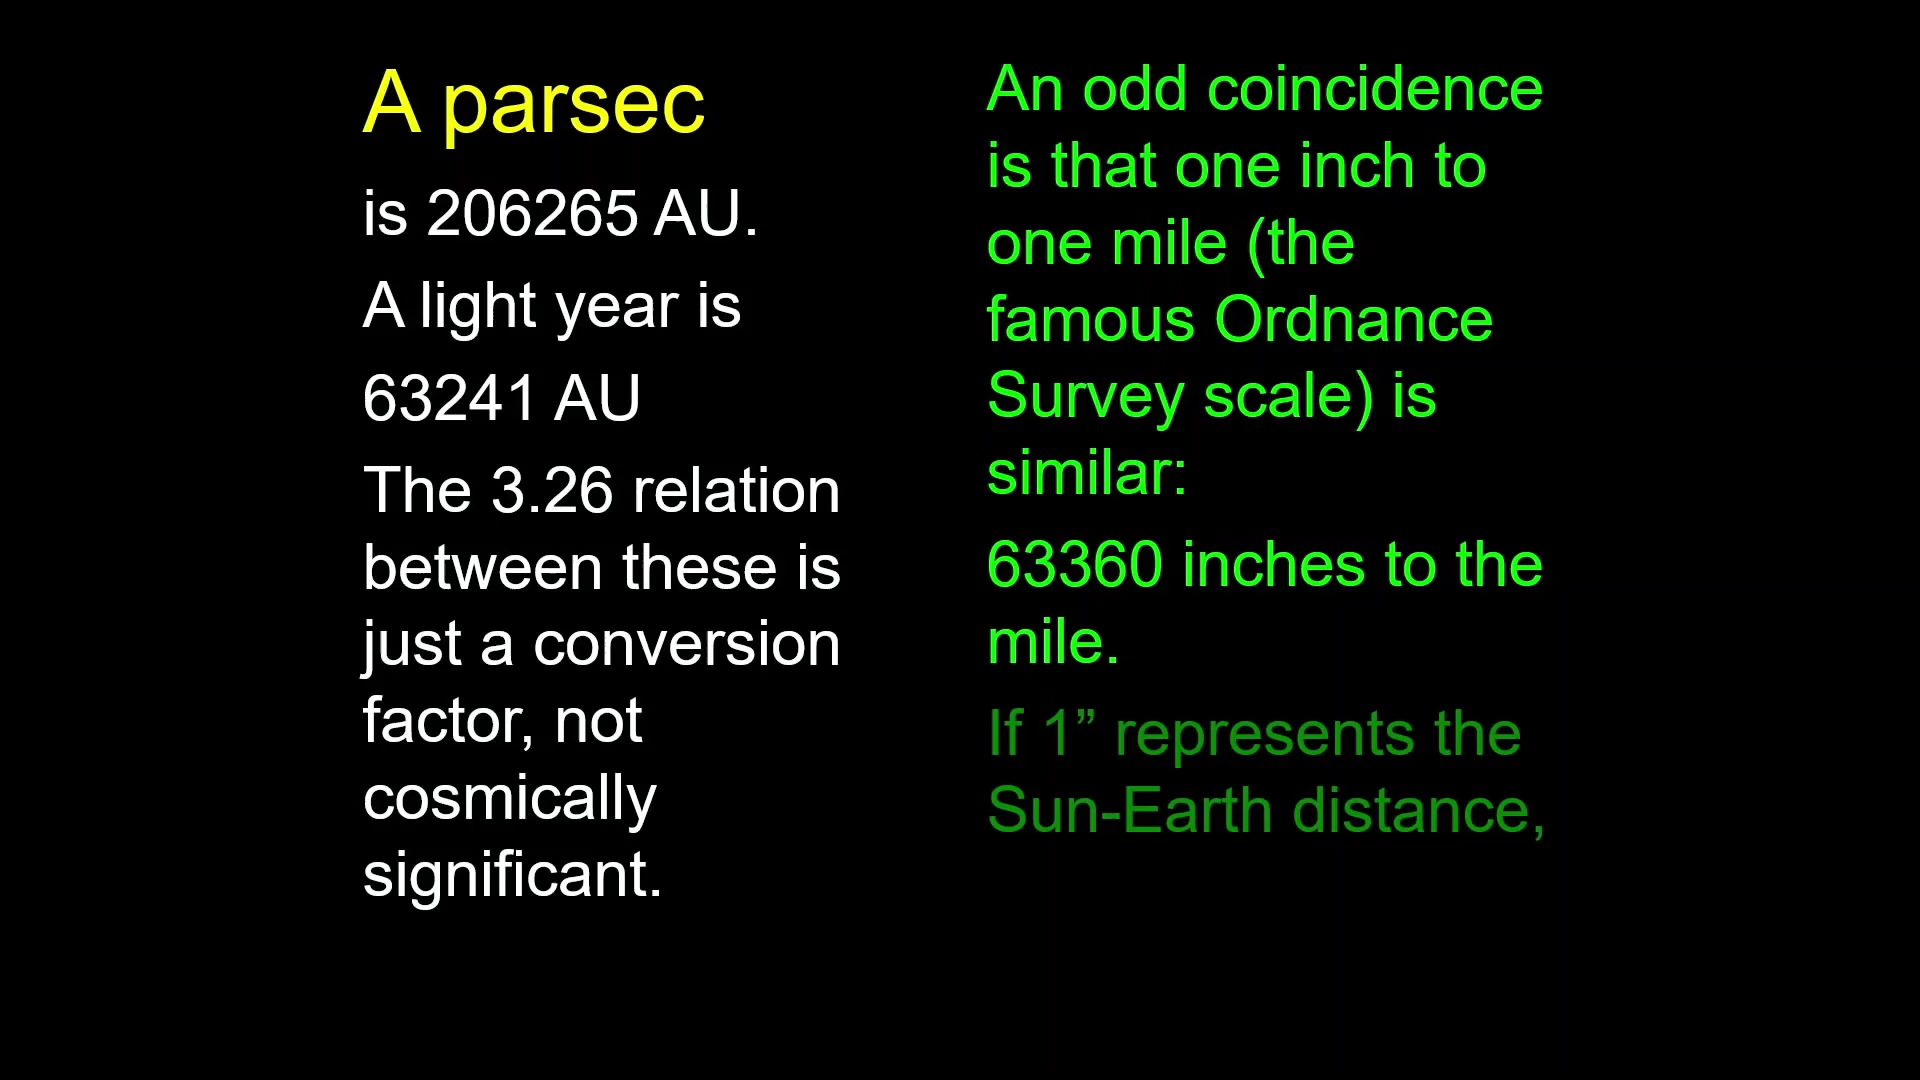 A parsec
is 206265 AU.
A light year is
63241 AU
The 3.26 relation
between these is
just a conversion
factor, not
cosmically
significant.
An odd coincidence
is that one inch to
one mile (the
famous Ordnance
Survey scale) is
similar:
63360 inches to the
mile.
If 1” represents the
Sun-Earth distance,